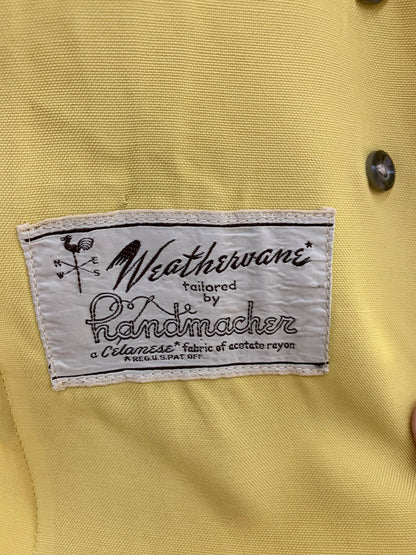 N E
W S
Weathervane*
tailored
by
handmacher
a Celanese* fabric of acetate rayon
*REG.U.S.PAT.OFF.